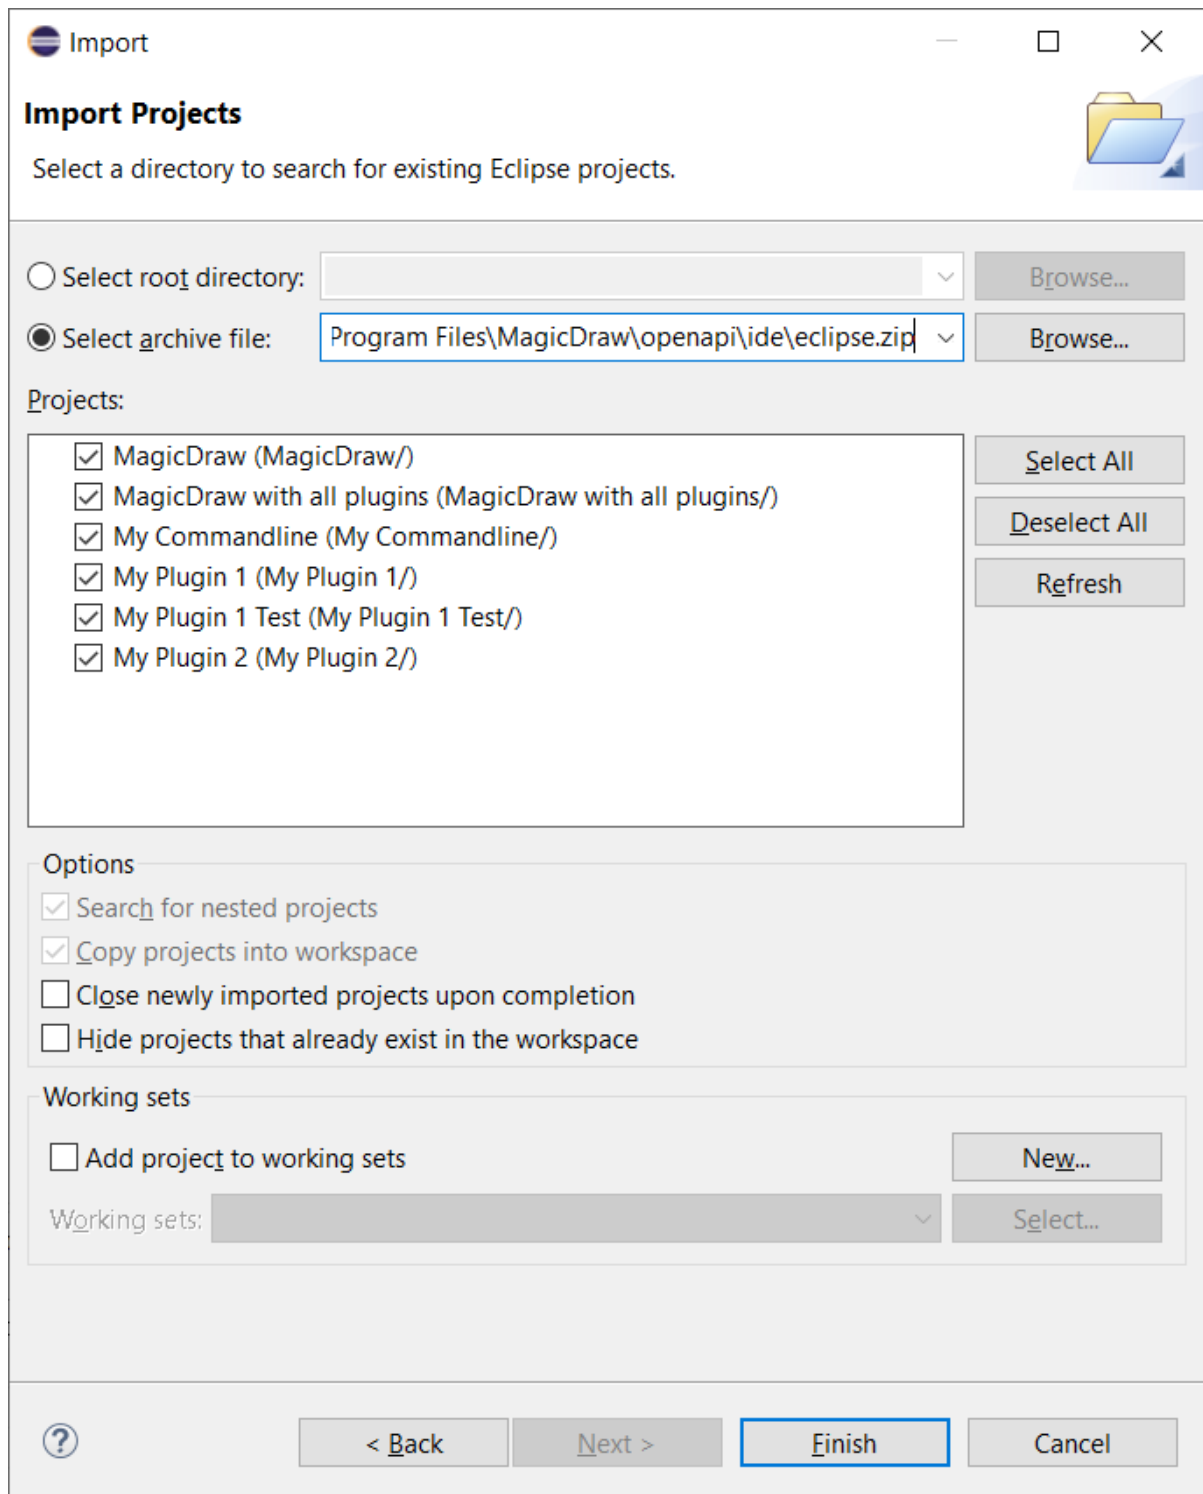 Import
Import Projects
Select a directory to search for existing Eclipse projects.
Select root directory:
Browse...
Select archive file:
Program Files\MagicDraw\openapi\ide\eclipse.zip
Browse...
Projects:
MagicDraw (MagicDraw/)
MagicDraw with all plugins (MagicDraw with all plugins/)
My Commandline (My Commandline/)
My Plugin 1 (My Plugin 1/)
My Plugin 1 Test (My Plugin 1 Test/)
My Plugin 2 (My Plugin 2/)
Select All
Deselect All
Refresh
Options
Search for nested projects
Copy projects into workspace
Close newly imported projects upon completion
Hide projects that already exist in the workspace
Working sets
Add project to working sets
New...
Working sets:
Select...
?
< Back
Next >
Finish
Cancel